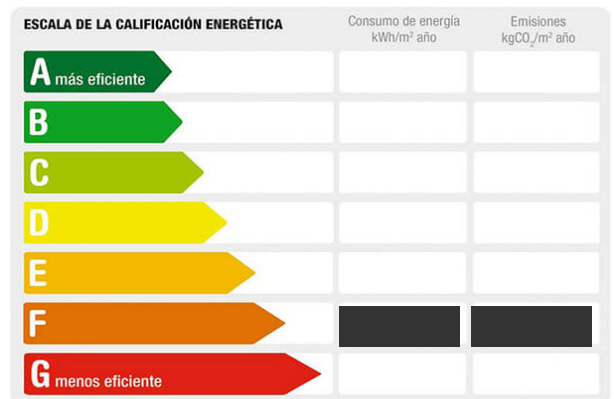 ESCALA DE LA CALIFICACIÓN ENERGÉTICA
Consumo de energía
kWh/m² año
Emisiones
kgCO₂/m² año
A más eficiente
B
C
D
E
F
G menos eficiente